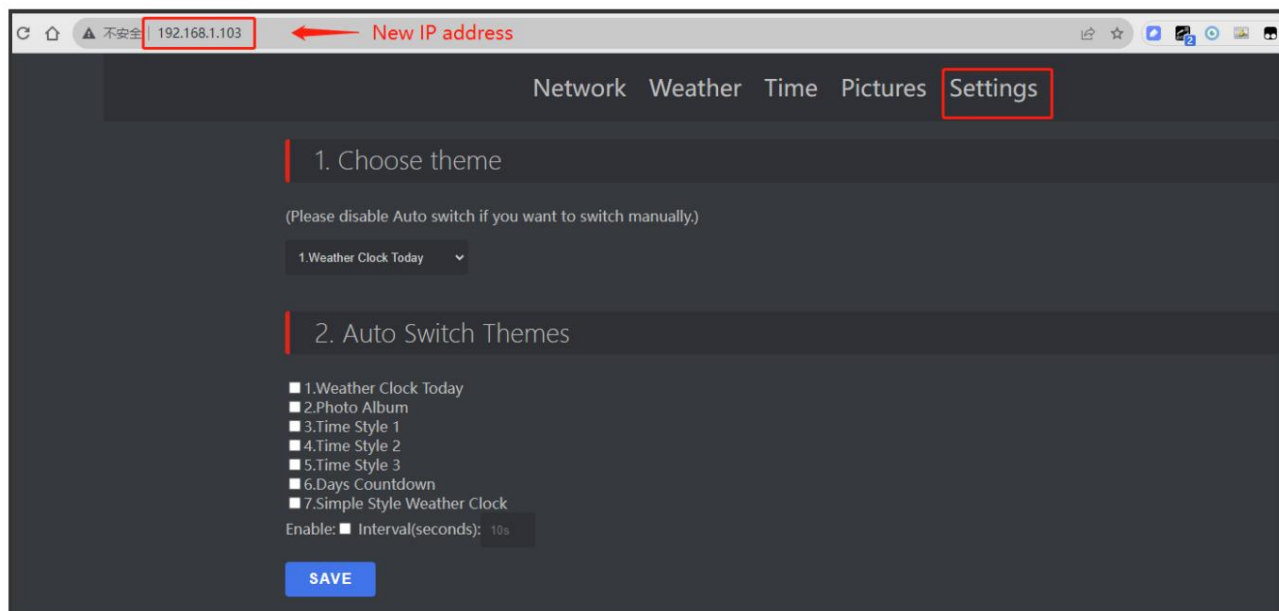 不安全 192.168.1.103 New IP address 2
Network Weather Time Pictures Settings
1. Choose theme
(Please disable Auto switch if you want to switch manually.)
1.Weather Clock Today
2. Auto Switch Themes
1.Weather Clock Today
2.Photo Album
3.Time Style 1
4.Time Style 2
5.Time Style 3
6.Days Countdown
7.Simple Style Weather Clock
Enable: Interval(seconds): 10s
SAVE